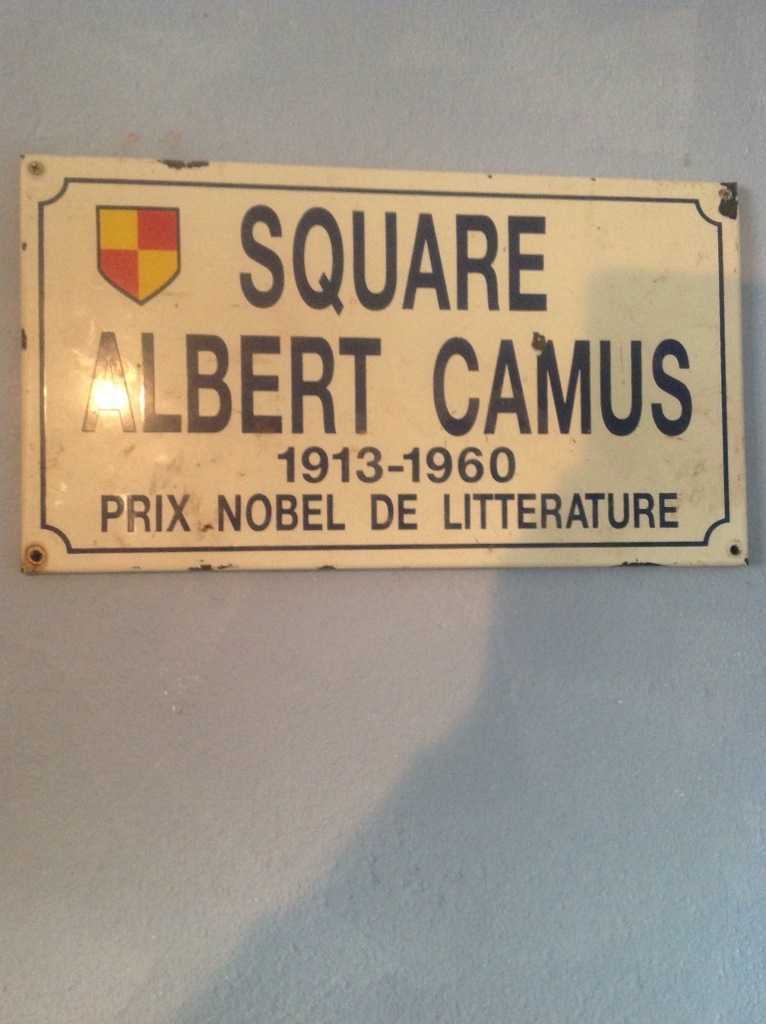 SQUARE
ALBERT CAMUS
1913-1960
PRIX NOBEL DE LITTERATURE